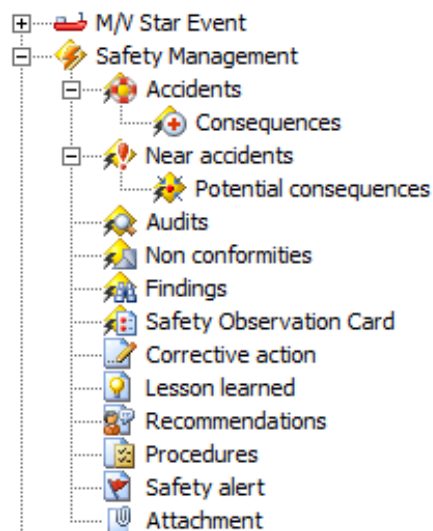 M/V Star Event
Safety Management
Accidents
Consequences
Near accidents
Potential consequences
Audits
Non conformities
Findings
Safety Observation Card
Corrective action
Lesson learned
Recommendations
Procedures
Safety alert
Attachment